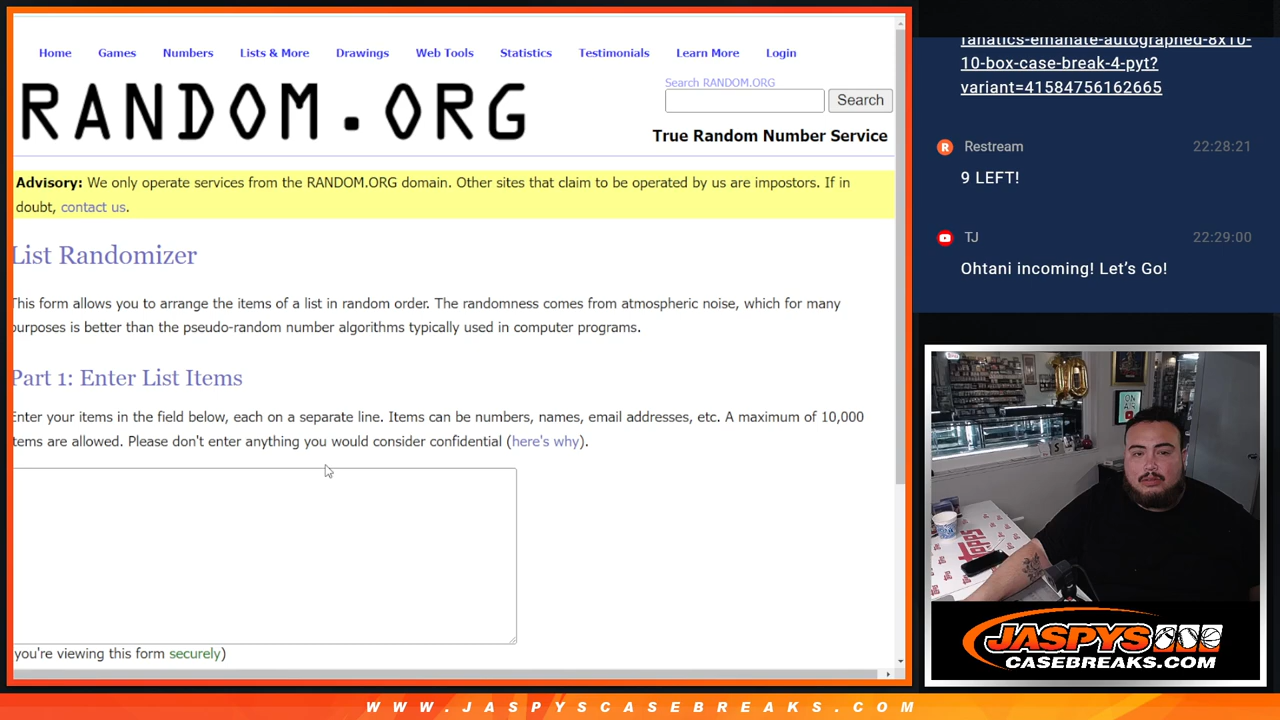 Home Games Numbers Lists & More Drawings Web Tools Statistics Testimonials Learn More Login
RANDOM.ORG
Search RANDOM.ORG
Search
True Random Number Service
Advisory: We only operate services from the RANDOM.ORG domain. Other sites that claim to be operated by us are impostors. If in
doubt, contact us.
List Randomizer
This form allows you to arrange the items of a list in random order. The randomness comes from atmospheric noise, which for many
purposes is better than the pseudo-random number algorithms typically used in computer programs.
Part 1: Enter List Items
Enter your items in the field below, each on a separate line. Items can be numbers, names, email addresses, etc. A maximum of 10,000
items are allowed. Please don't enter anything you would consider confidential (here's why).
you're viewing this form securely)
fanatics-emanate-autographed-8x10-
10-box-case-break-4-pyt?
variant=41584756162665
Restream 22:28:21
9 LEFT!
TJ 22:29:00
Ohtani incoming! Let’s Go!
10
ON
AIR
topps
JASPYS
CASEBREAKS.COM
WWW.JASPYSCASEBREAKS.COM